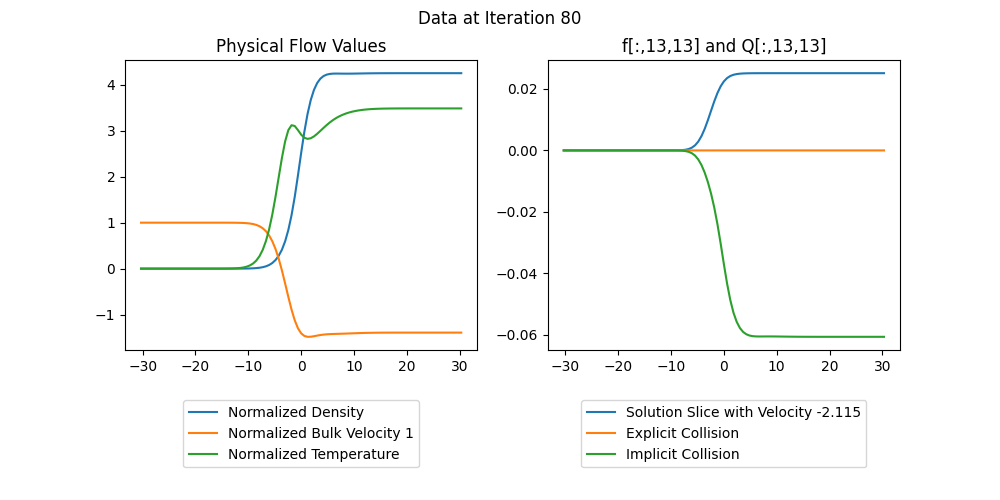 Data at Iteration 80
Physical Flow Values
4
3
2
1
0
−1
−30
−20
−10
0
10
20
30
Normalized Density
Normalized Bulk Velocity 1
Normalized Temperature
f[:,13,13] and Q[:,13,13]
0.02
0.00
−0.02
−0.04
−0.06
−30
−20
−10
0
10
20
30
Solution Slice with Velocity -2.115
Explicit Collision
Implicit Collision